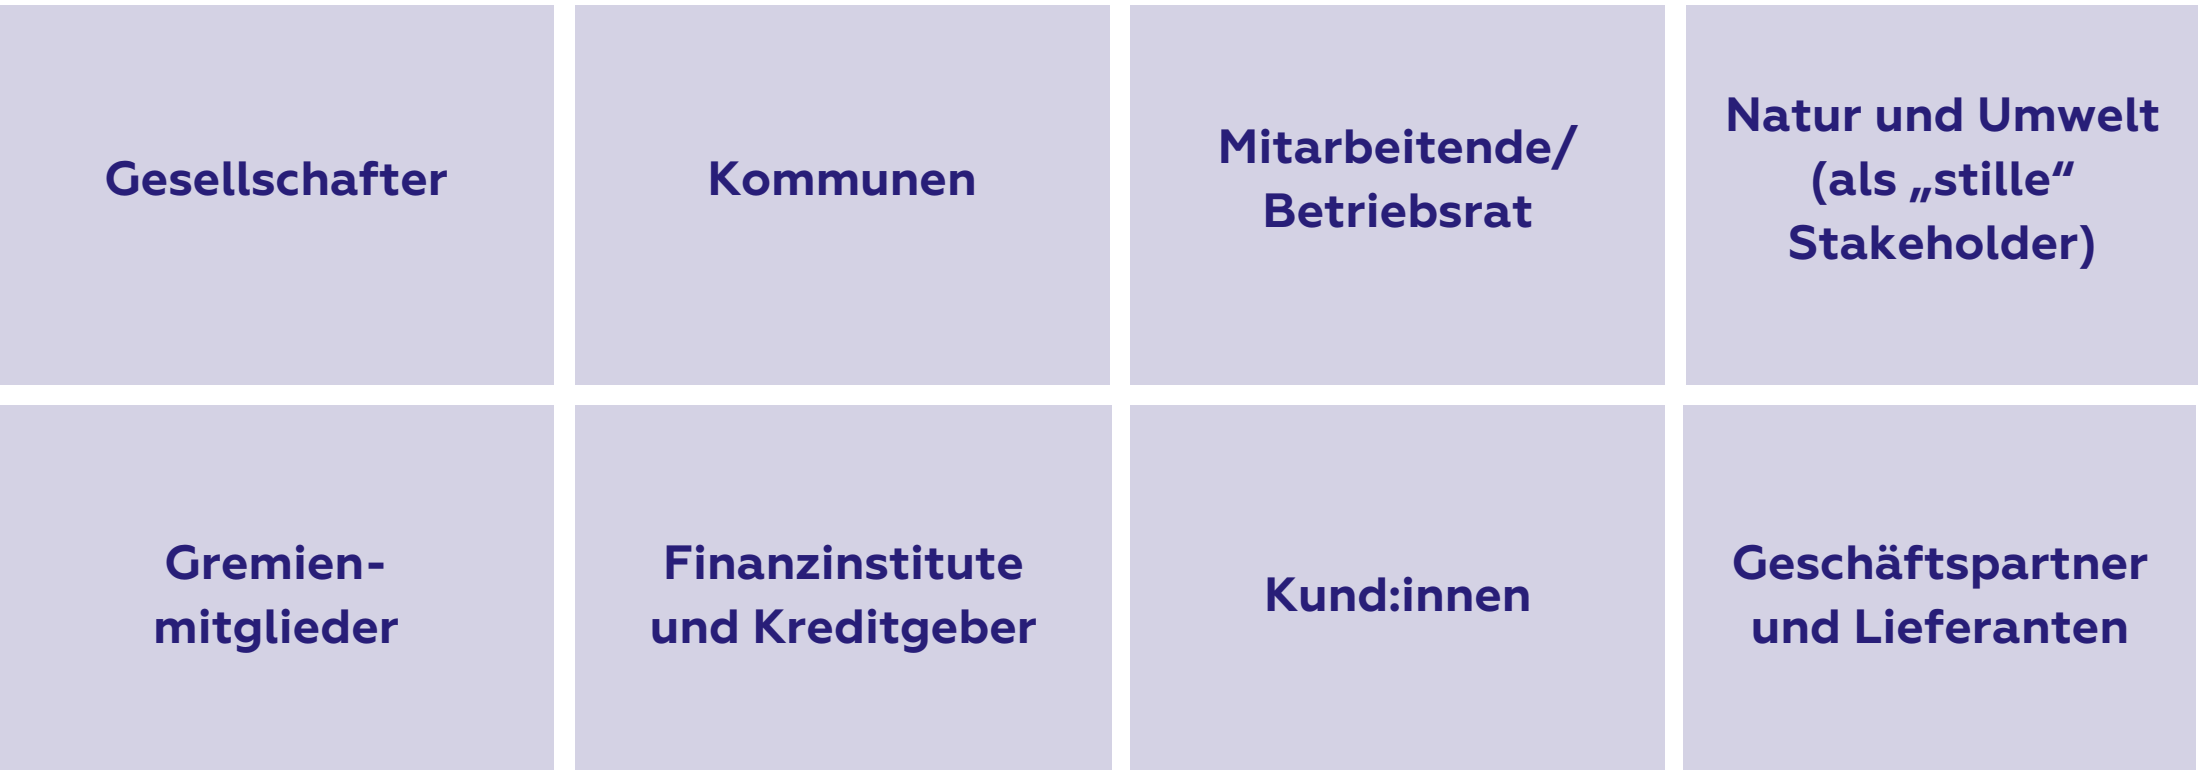 Gesellschafter
Kommunen
Mitarbeitende/
Betriebsrat
Natur und Umwelt
(als „stille“
Stakeholder)
Gremien-
mitglieder
Finanzinstitute
und Kreditgeber
Kund:innen
Geschäftspartner
und Lieferanten